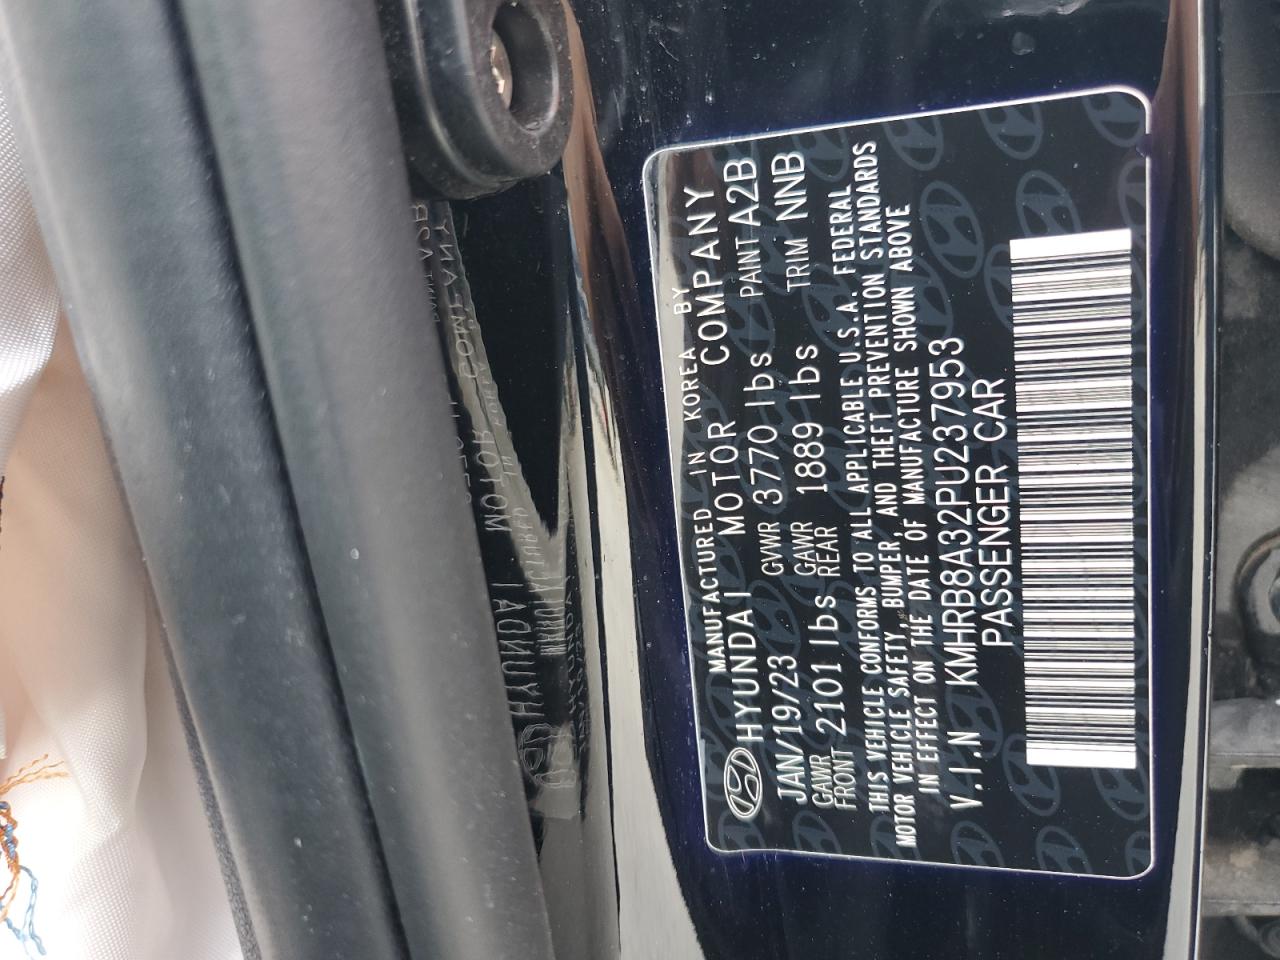 MANUFACTURED IN KOREA BY
HYUNDAI MOTOR COMPANY
JAN/19/23 GVWR 3770 lbs PAINT A2B
GAWR FRONT 2101 lbs GAWR REAR 1889 lbs TRIM NNB
THIS VEHICLE CONFORMS TO ALL APPLICABLE U.S.A. FEDERAL
MOTOR VEHICLE SAFETY, BUMPER, AND THEFT PREVENTION STANDARDS
IN EFFECT ON THE DATE OF MANUFACTURE SHOWN ABOVE
V.I.N KMHRB8A32PU237953
PASSENGER CAR